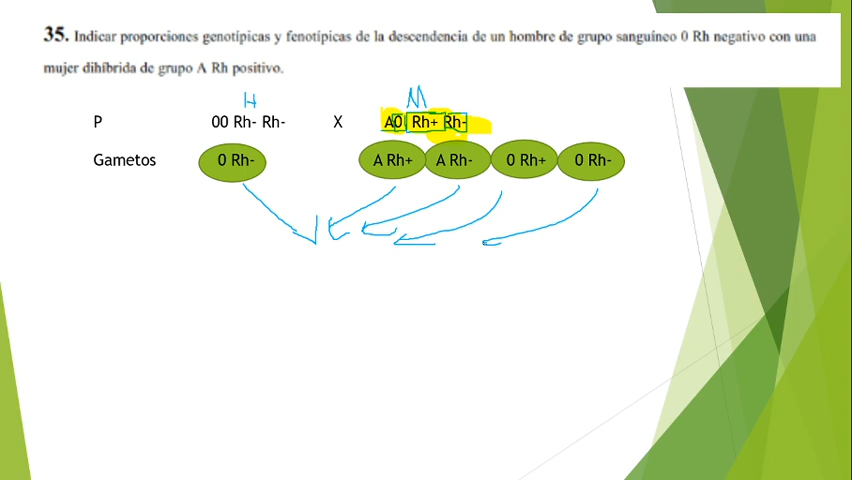 35. Indicar proporciones genotípicas y fenotípicas de la descendencia de un hombre de grupo sanguíneo 0 Rh negativo con una
mujer dihíbrida de grupo A Rh positivo.
H M
P 00 Rh- Rh- X A0 Rh+ Rh-
Gametos 0 Rh- A Rh+ A Rh- 0 Rh+ 0 Rh-